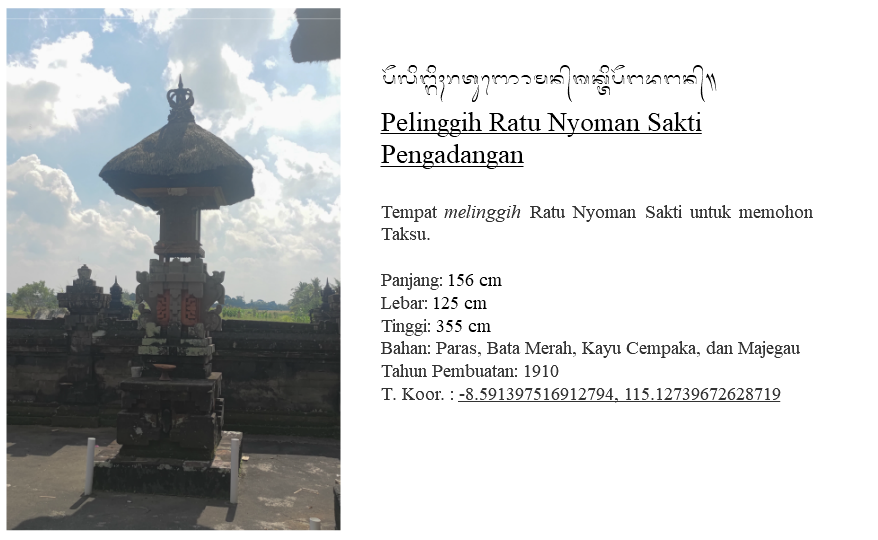 Pelinggih Ratu Nyoman Sakti
Pengadangan
Tempat melinggih Ratu Nyoman Sakti untuk memohon
Taksu.
Panjang: 156 cm
Lebar: 125 cm
Tinggi: 355 cm
Bahan: Paras, Bata Merah, Kayu Cempaka, dan Majegau
Tahun Pembuatan: 1910
T. Koor. : -8.591397516912794, 115.12739672628719